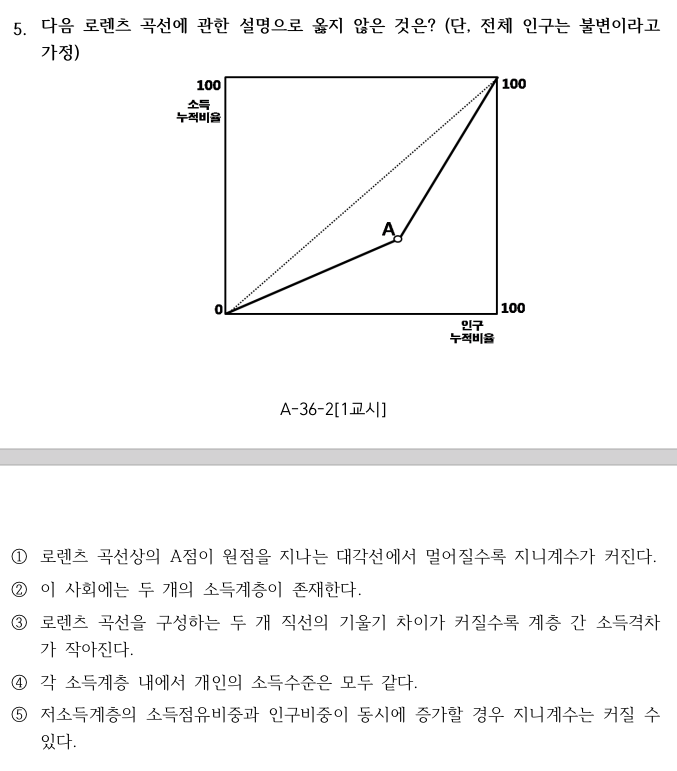 5. 다음 로렌츠 곡선에 관한 설명으로 옳지 않은 것은? (단, 전체 인구는 불변이라고
가정)
100
100
소득
누적비율
A
0
100
인구
누적비율
A-36-2[1교시]
① 로렌츠 곡선상의 A점이 원점을 지나는 대각선에서 멀어질수록 지니계수가 커진다.
② 이 사회에는 두 개의 소득계층이 존재한다.
③ 로렌츠 곡선을 구성하는 두 개 직선의 기울기 차이가 커질수록 계층 간 소득격차
가 작아진다.
④ 각 소득계층 내에서 개인의 소득수준은 모두 같다.
⑤ 저소득계층의 소득점유비중과 인구비중이 동시에 증가할 경우 지니계수는 커질 수
있다.